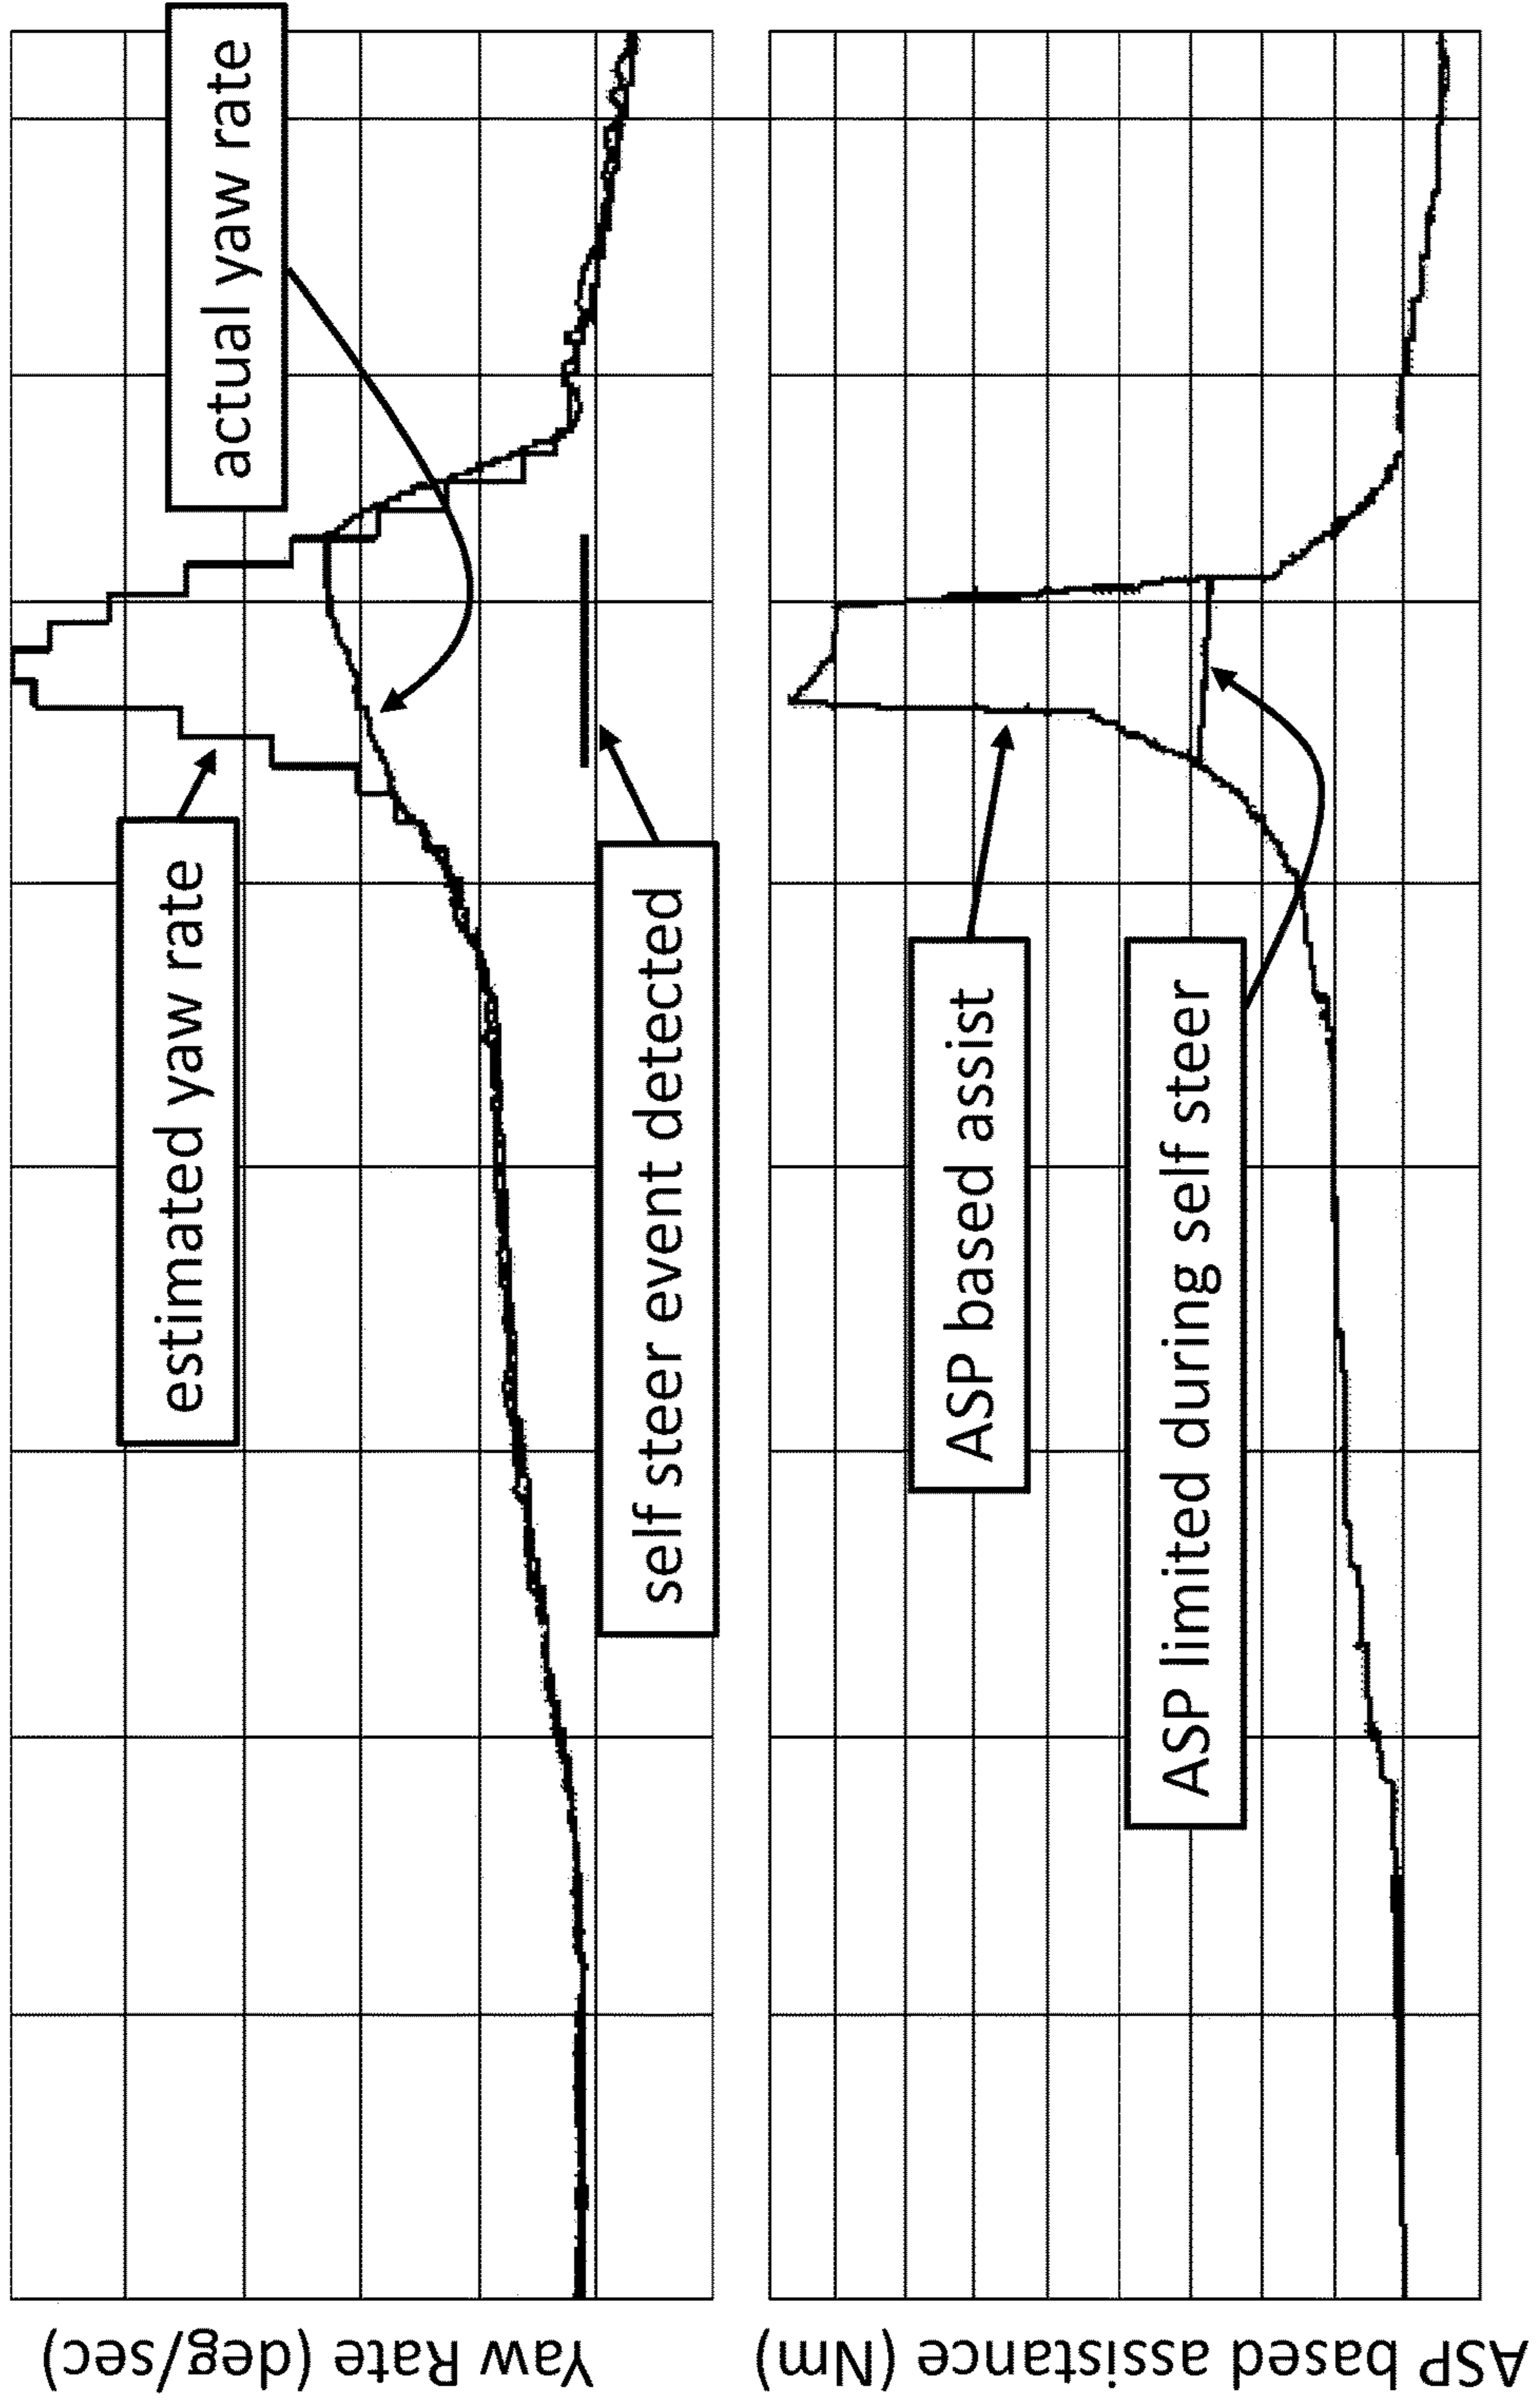 Yaw Rate (deg/sec)
estimated yaw rate
actual yaw rate
self steer event detected
ASP based assistance (Nm)
ASP based assist
ASP limited during self steer